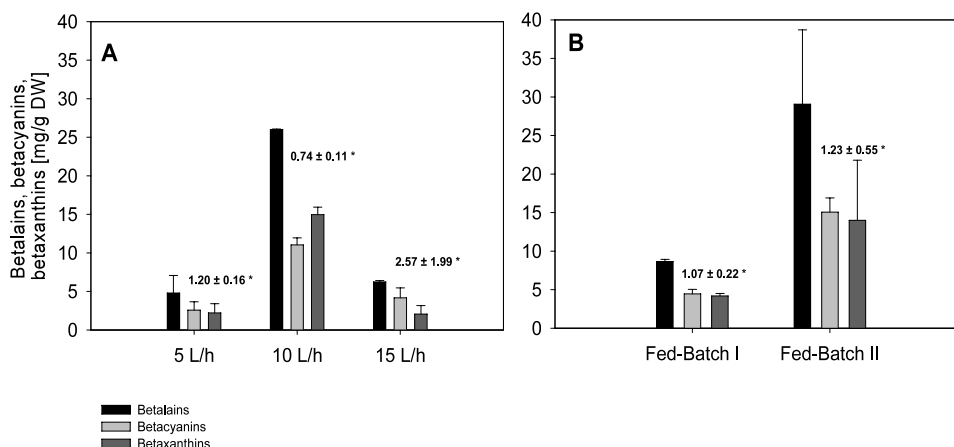 Betalains, betacyanins,
betaxanthins [mg/g DW]
A
40
35
30
25
20
15
10
5
0
0.74 ± 0.11 *
2.57 ± 1.99 *
1.20 ± 0.16 *
5 L/h 10 L/h 15 L/h
B
40
35
30
25
20
15
10
5
0
1.23 ± 0.55 *
1.07 ± 0.22 *
Fed-Batch I Fed-Batch II
Betalains
Betacyanins
Betaxanthins